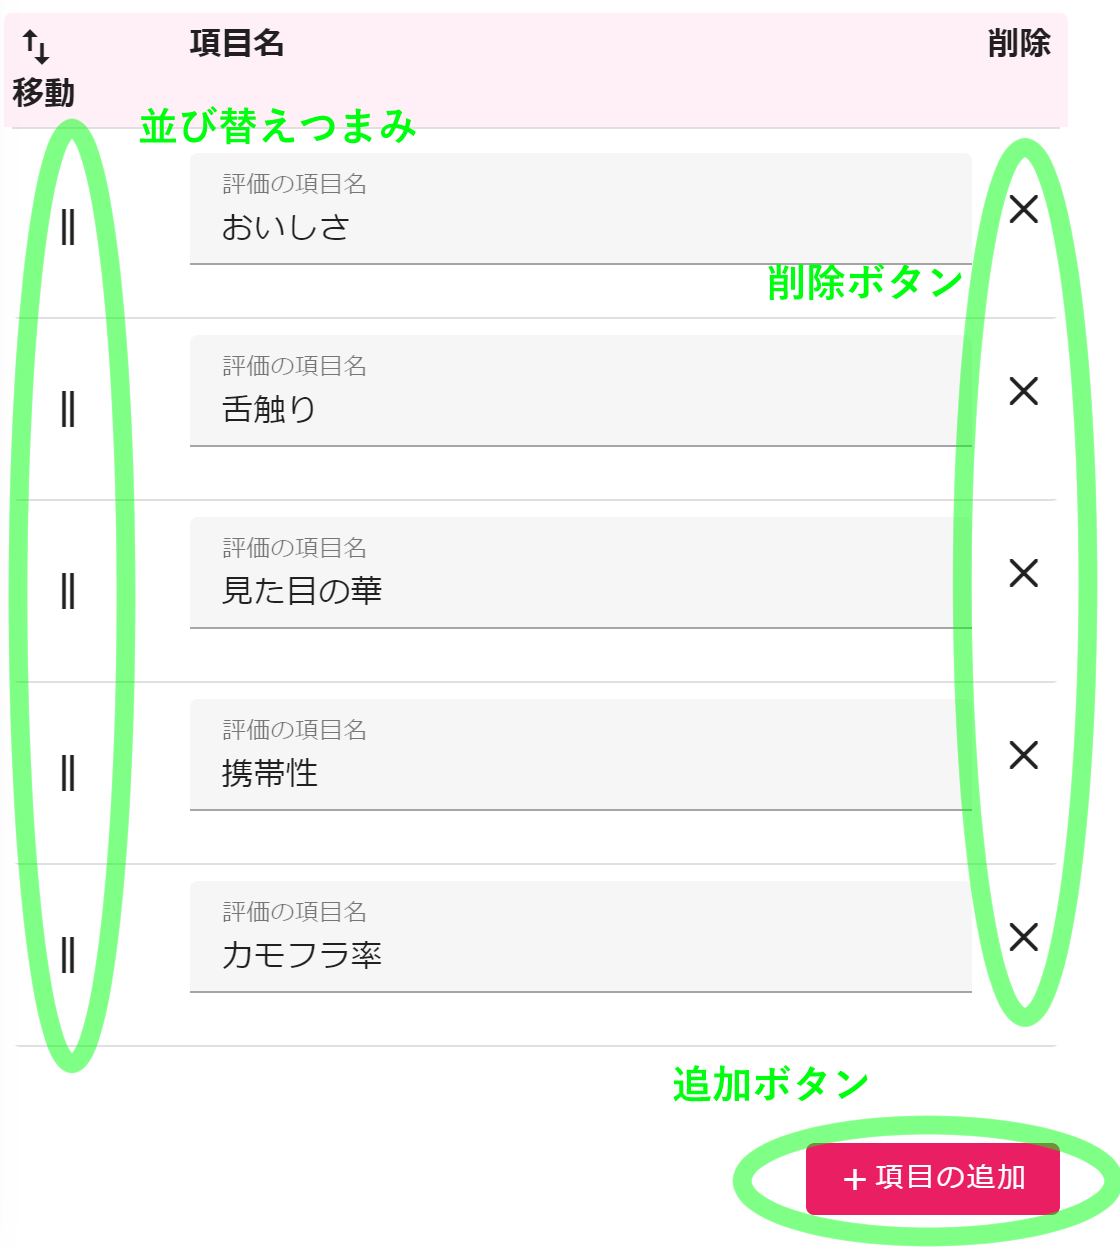 移動
項目名
削除
並び替えつまみ
評価の項目名
おいしさ
削除ボタン
評価の項目名
舌触り
評価の項目名
見た目の華
評価の項目名
携帯性
評価の項目名
カモフラ率
追加ボタン
+項目の追加